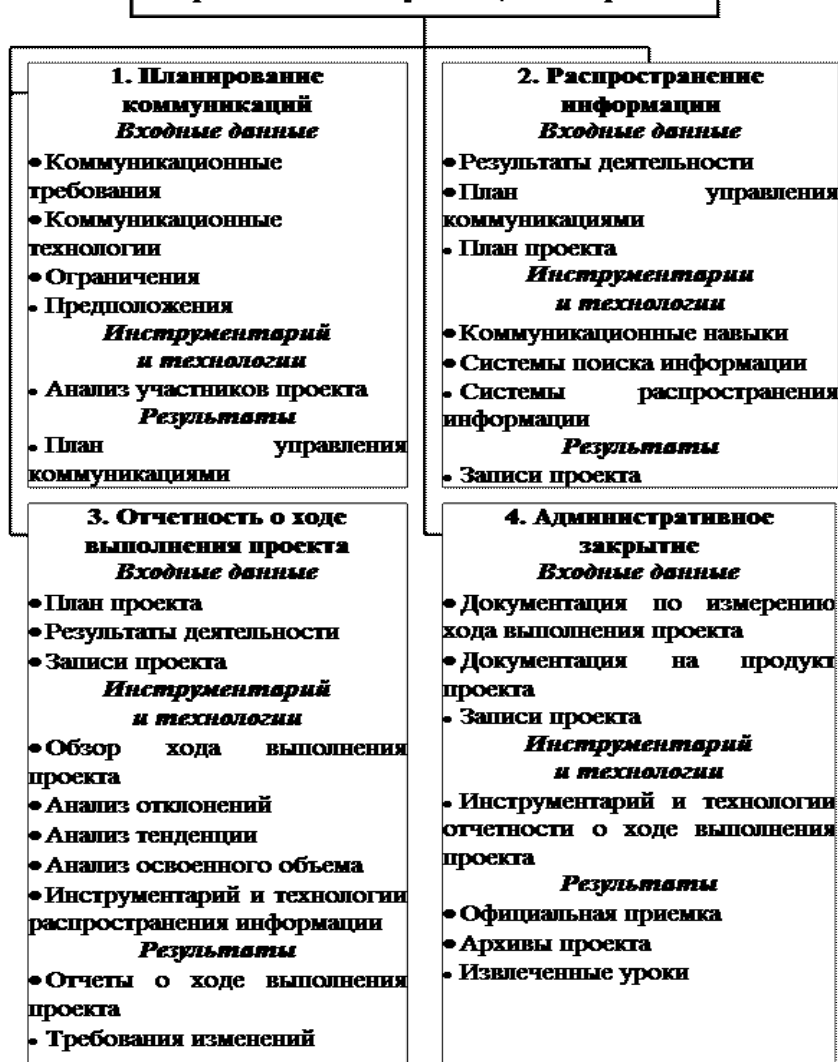 1. Планирование
коммуникаций
Входные данные
•Коммуникационные
требования
•Коммуникационные
технологии
•Ограничения
• Предположения
Инструментарий
и технологии
• Анализ участников проекта
Результаты
• План управления
коммуникациями
2. Распространение
информации
Входные данные
•Результаты деятельности
•План управления
коммуникациями
• План проекта
Инструментарии
и технологии
•Коммуникационные навыки
•Системы поиска информации
• Системы распространения
информации
Результаты
• Записи проекта
3. Отчетность о ходе
выполнения проекта
Входные данные
•План проекта
•Результаты деятельности
•Записи проекта
Инструментарий
и технологии
•Обзор хода выполнения
проекта
•Анализ отклонений
•Анализ тенденции
•Анализ освоенного объема
•Инструментарий и технологии
распространения информации
Результаты
•Отчеты о ходе выполнения
проекта
• Требования изменений
4. Административное
закрытие
Входные данные
•Документация по измерению
хода выполнения проекта
•Документация на продукт
проекта
• Записи проекта
Инструментарий
и технологии
• Инструментарий и технологии
отчетности о ходе выполнения
проекта
Результаты
•Официальная приемка
•Архивы проекта
• Извлеченные уроки